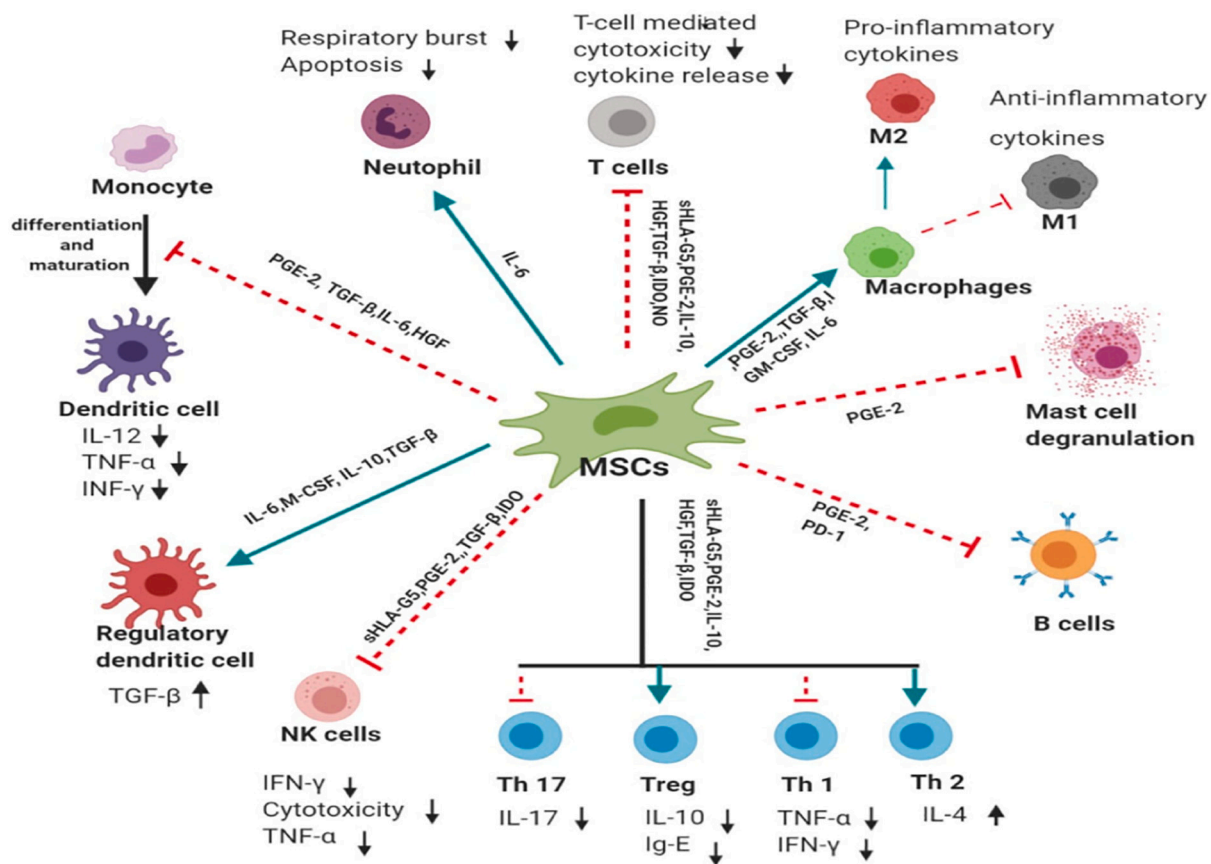 Respiratory burst ↓
Apoptosis ↓
Neutophil
T-cell mediated
cytotoxicity ↓
cytokine release ↓
T cells
Pro-inflammatory
cytokines
M2
Anti-inflammatory
cytokines
M1
Macrophages
Monocyte
differentiation
and
maturation
Dendritic cell
IL-12 ↓
TNF-α ↓
INF-γ ↓
PGE-2, TGF-β,IL-6,HGF
IL-6
sHLA-G5,PGE-2,IL-10,
HGF,TGF-β,IDO,NO
,PGE-2,,TGF-β,I
GM-CSF, IL-6
PGE-2
Mast cell
degranulation
MSCs
IL-6,M-CSF, IL-10,TGF-β
Regulatory
dendritic cell
TGF-β ↑
sHLA-G5,PGE-2,,TGF-β,IDO
NK cells
IFN-γ ↓
Cytotoxicity ↓
TNF-α ↓
sHLA-G5,PGE-2,IL-10,
HGF,TGF-β,IDO
PGE-2,
PD-1
B cells
Th 17
IL-17 ↓
Treg
IL-10 ↓
Ig-E ↓
Th 1
TNF-α ↓
IFN-γ ↓
Th 2
IL-4 ↑